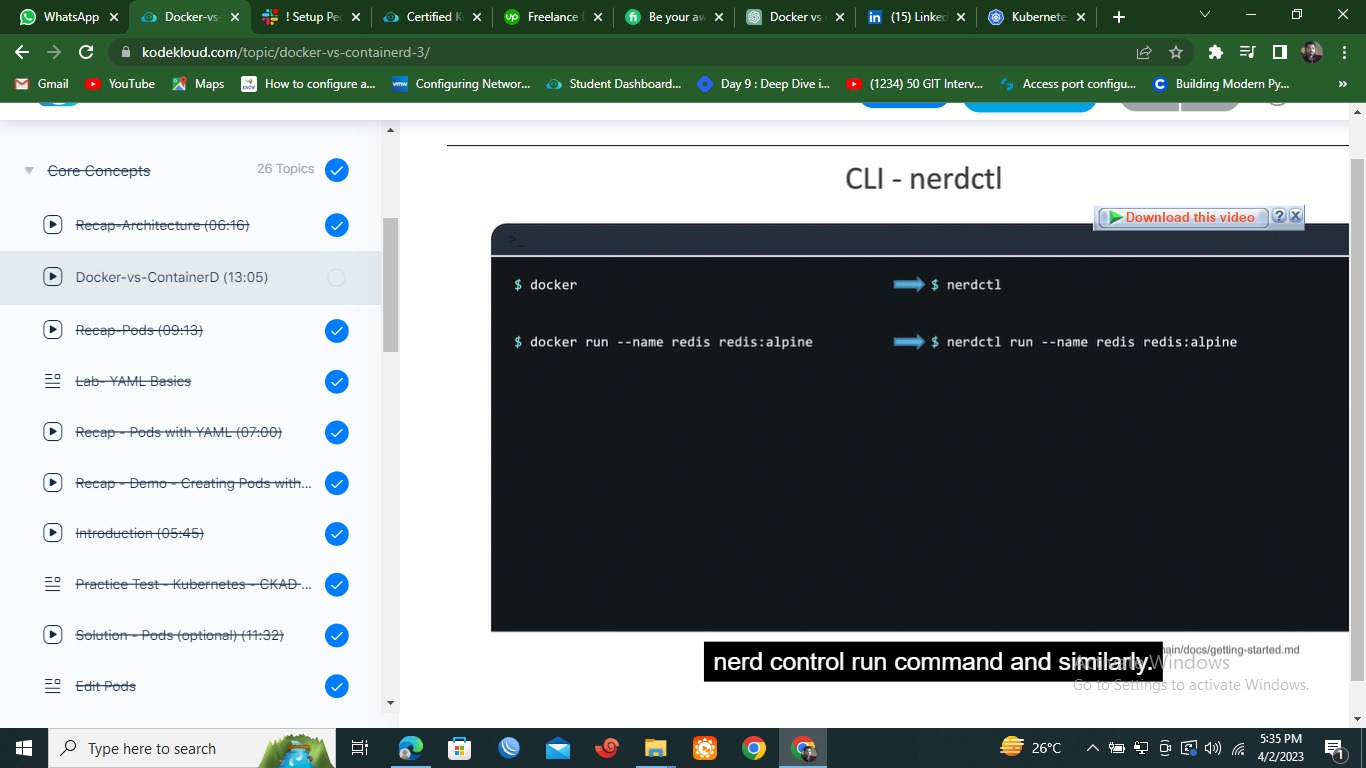 WhatsApp
Docker-vs-
! Setup Pec
Certified K
Freelance
Be your aw
Docker vs
(15) Linked
Kubernete
kodekloud.com/topic/docker-vs-containerd-3/
Gmail
YouTube
Maps
How to configure a...
Configuring Networ...
Student Dashboard...
Day 9 : Deep Dive i...
(1234) 50 GIT Interv...
Access port configu...
Building Modern Py...
»
Core Concepts
26 Topics
Recap-Architecture (06:16)
Docker-vs-ContainerD (13:05)
Recap-Pods (09:13)
Lab- YAML Basics
Recap - Pods with YAML (07:00)
Recap - Demo - Creating Pods with...
Introduction (05:45)
Practice Test - Kubernetes - CKAD ...
Solution - Pods (optional) (11:32)
Edit Pods
CLI - nerdctl
Download this video
>_
$ docker
$ nerdctl
$ docker run --name redis redis:alpine
$ nerdctl run --name redis redis:alpine
nerd control run command and similarly.
ain/docs/getting-started.md
Activate Windows
Go to Settings to activate Windows.
Type here to search
26°C
5:35 PM
4/2/2023
1